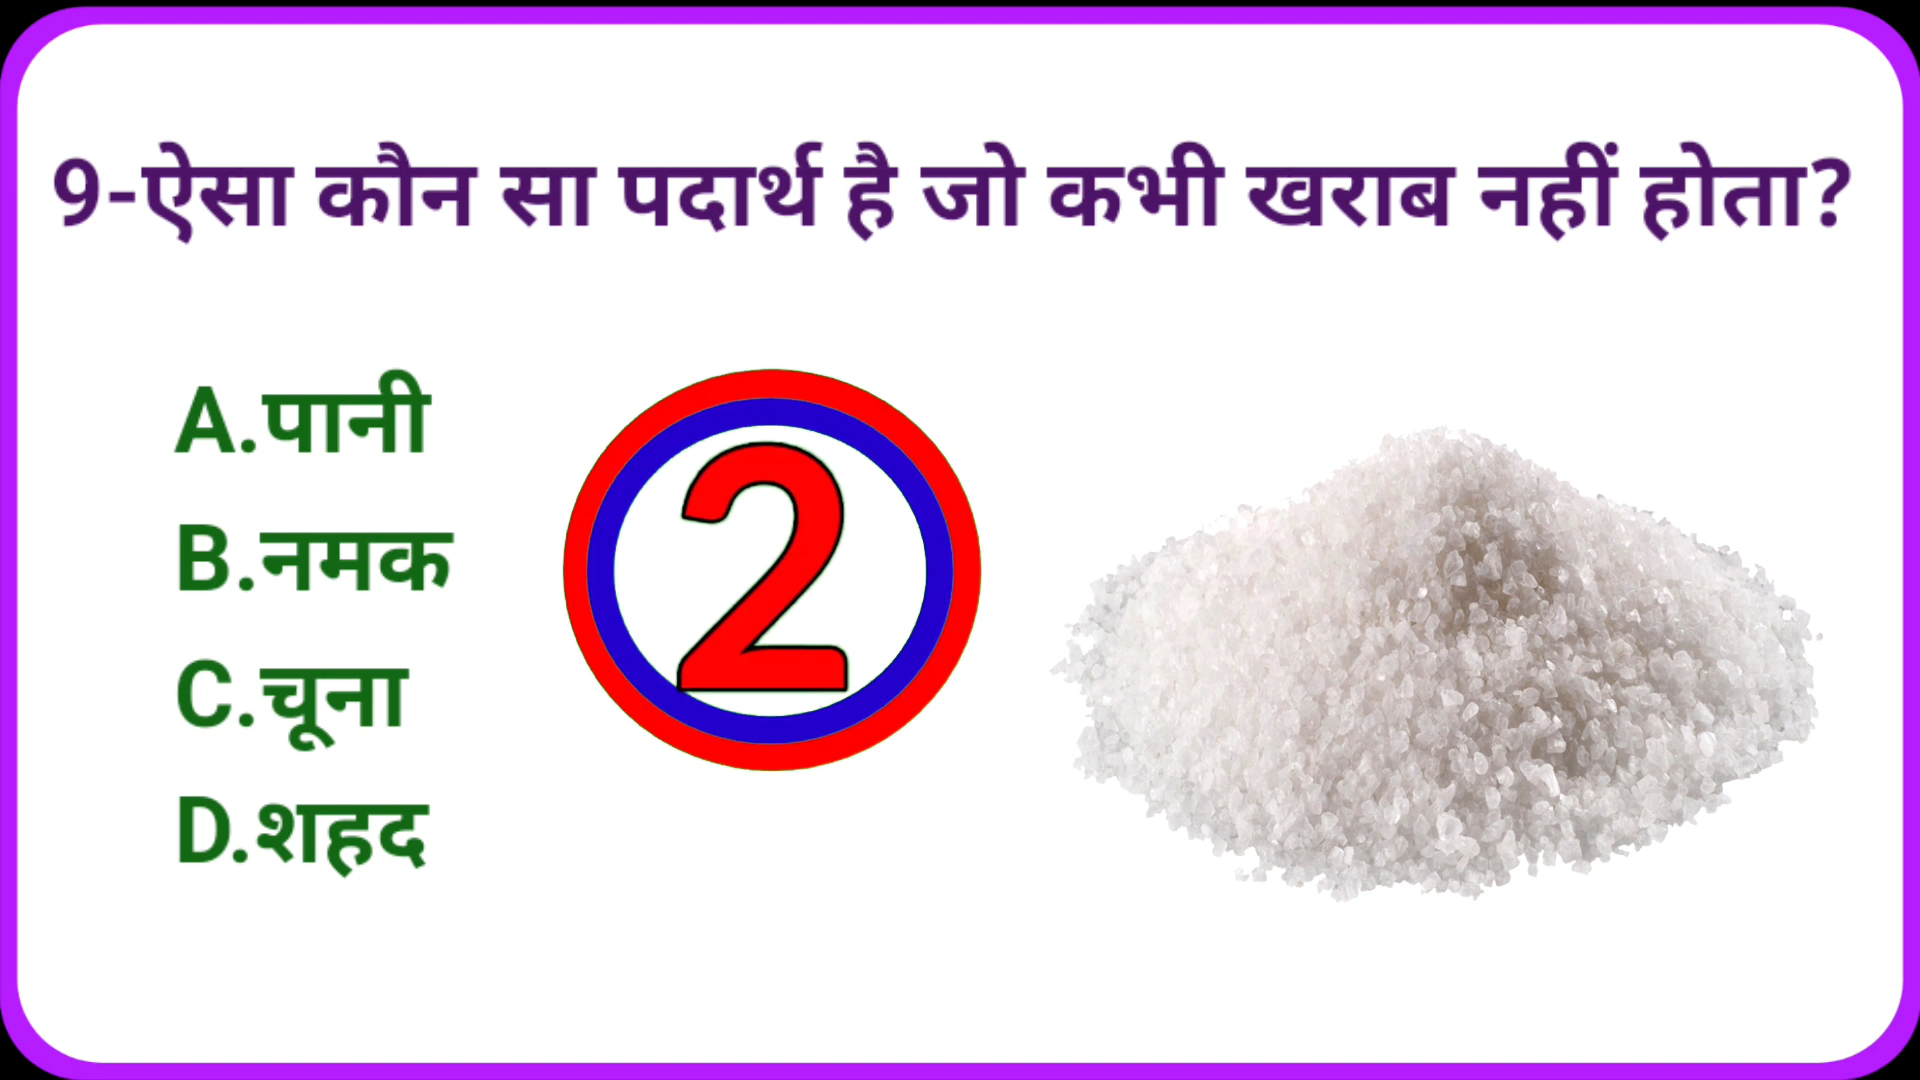 9-ऐसा कौन सा पदार्थ है जो कभी खराब नहीं होता?
A.पानी
B.नमक
C.चूना
D.शहद
2